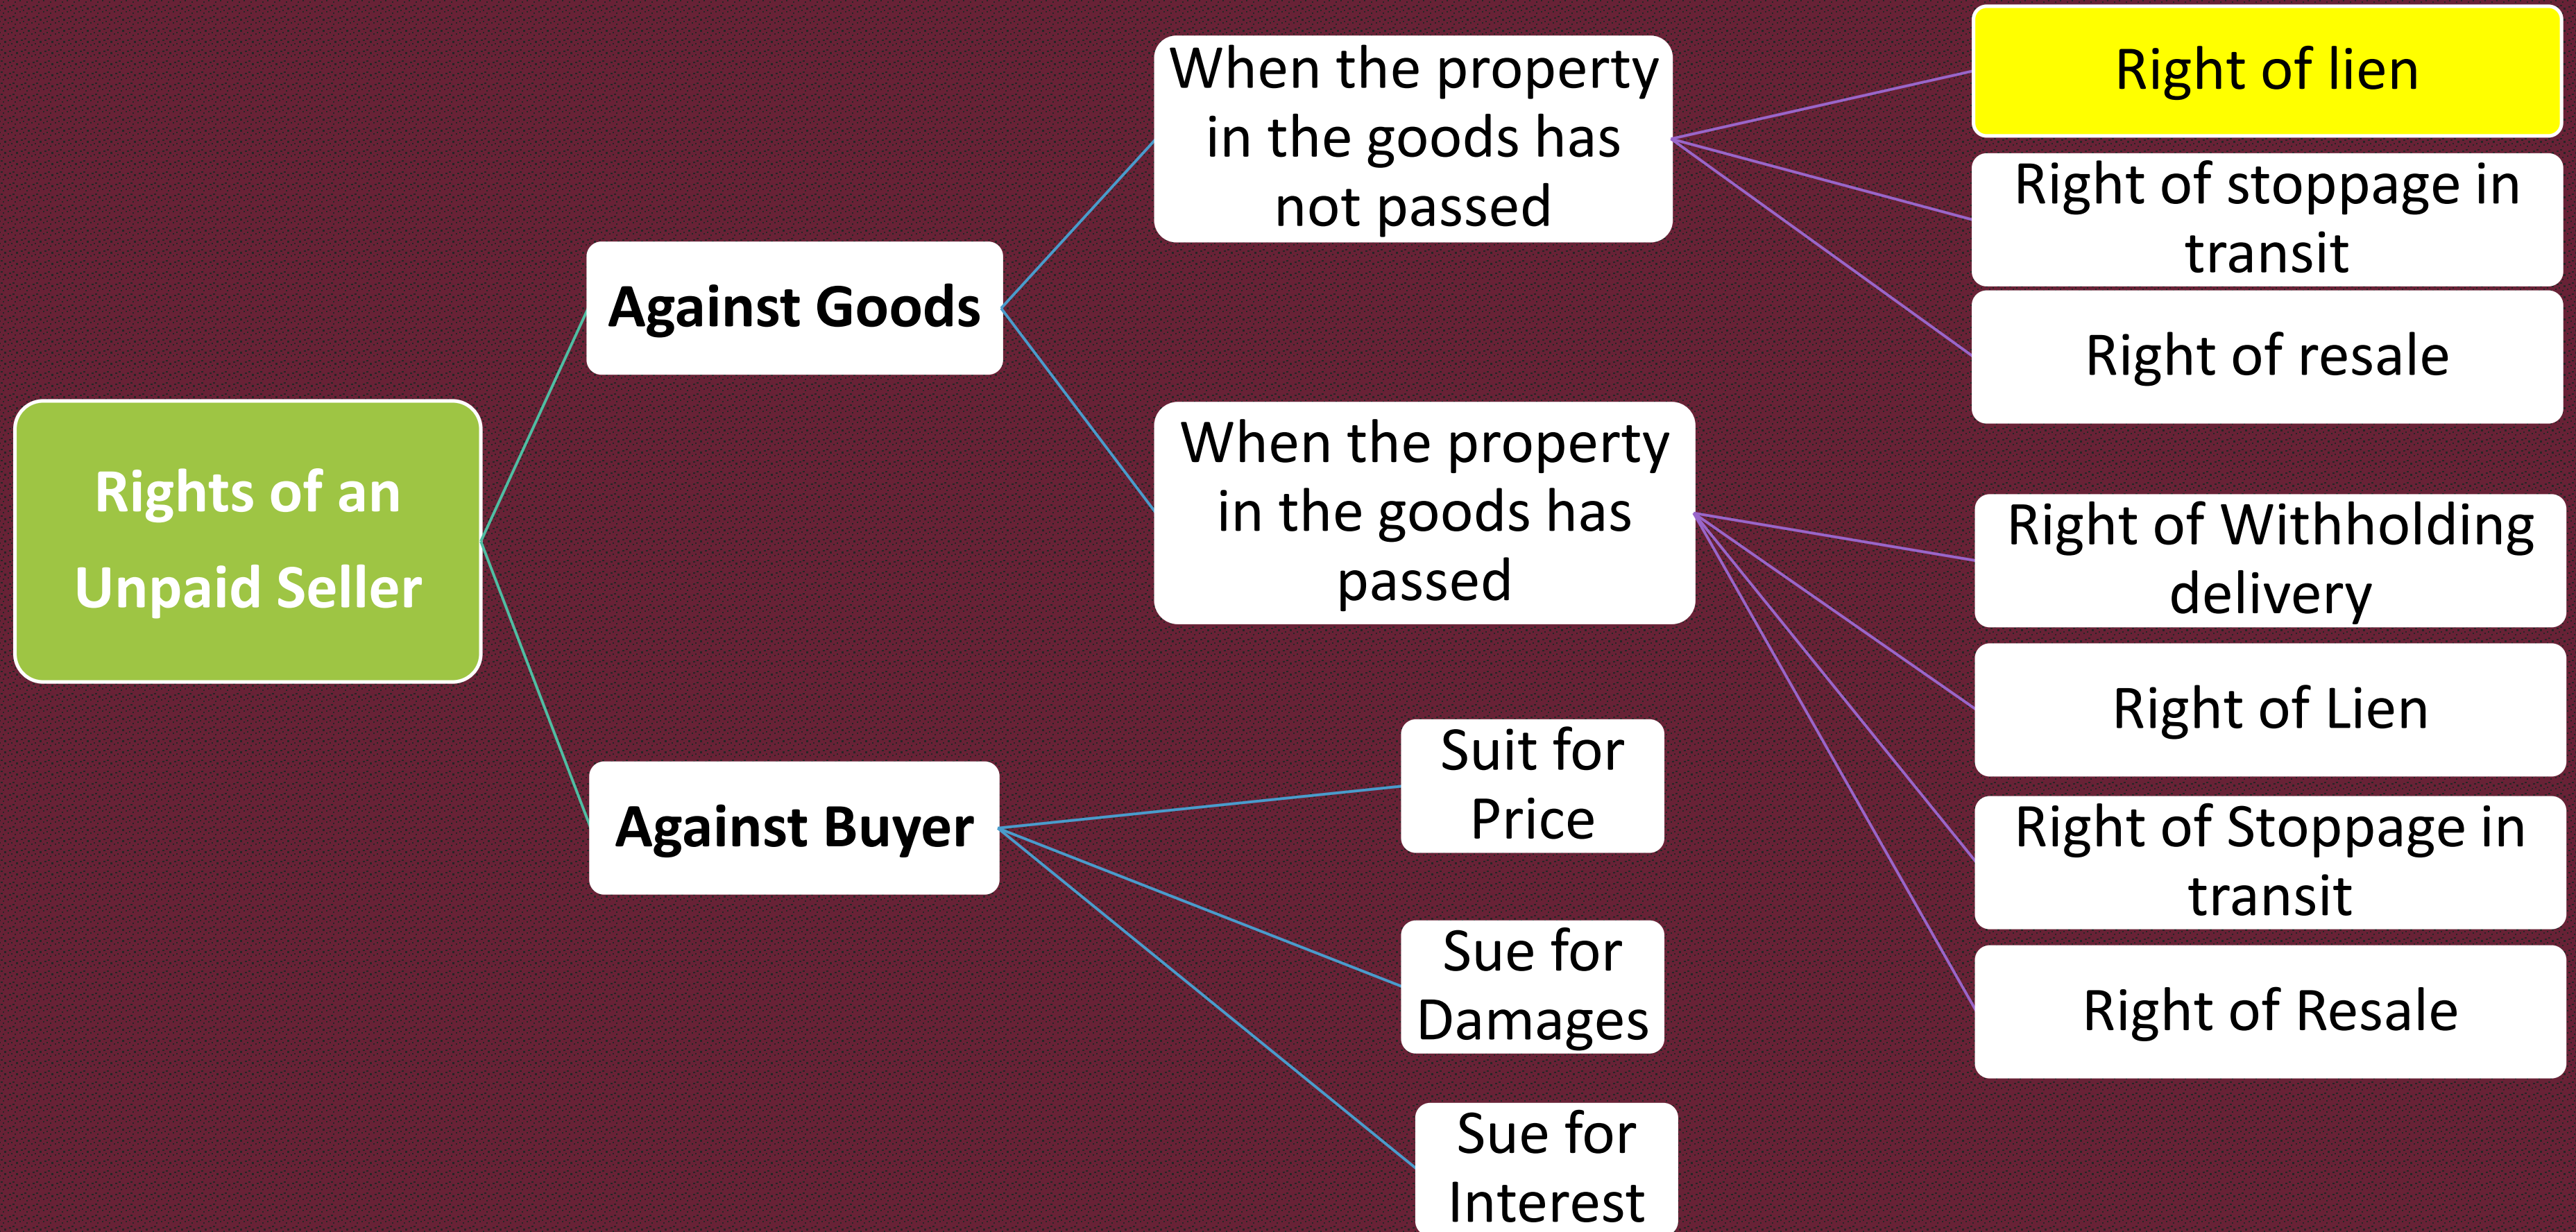 Rights of an
Unpaid Seller
Against Goods
When the property
in the goods has
not passed
Right of lien
Right of stoppage in
transit
Right of resale
When the property
in the goods has
passed
Right of Withholding
delivery
Right of Lien
Right of Stoppage in
transit
Right of Resale
Against Buyer
Suit for
Price
Sue for
Damages
Sue for
Interest